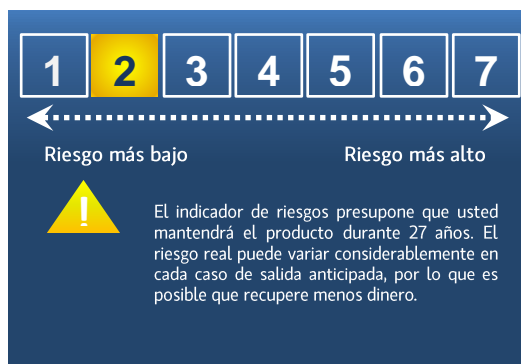 1 2 3 4 5 6 7
Riesgo más bajo Riesgo más alto
!
El indicador de riesgos presupone que usted
mantendrá el producto durante 27 años. El
riesgo real puede variar considerablemente en
cada caso de salida anticipada, por lo que es
posible que recupere menos dinero.